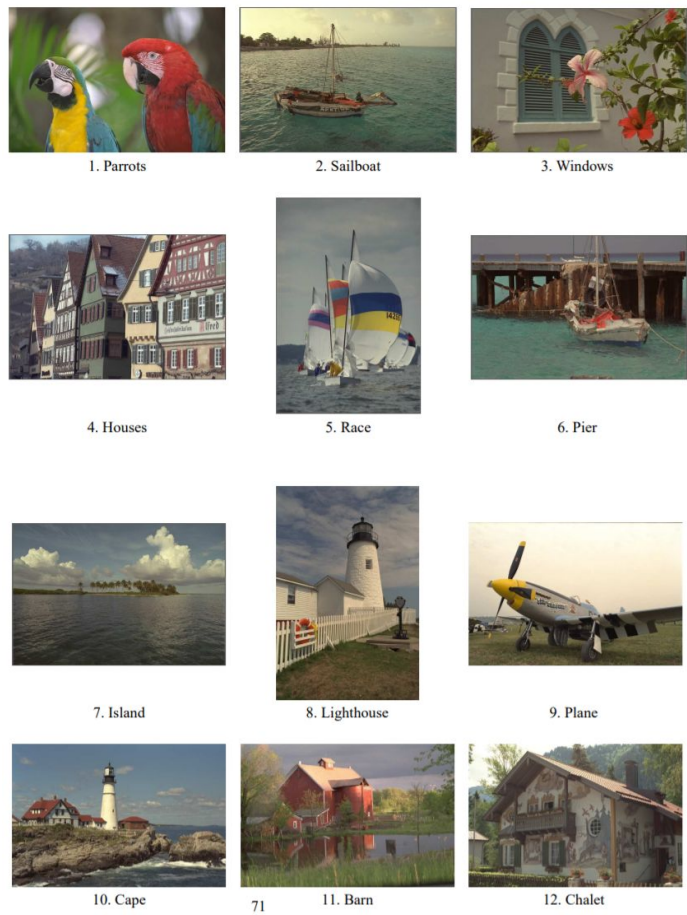 1. Parrots
2. Sailboat
3. Windows
4. Houses
5. Race
6. Pier
7. Island
8. Lighthouse
9. Plane
10. Cape
11. Barn
12. Chalet
71